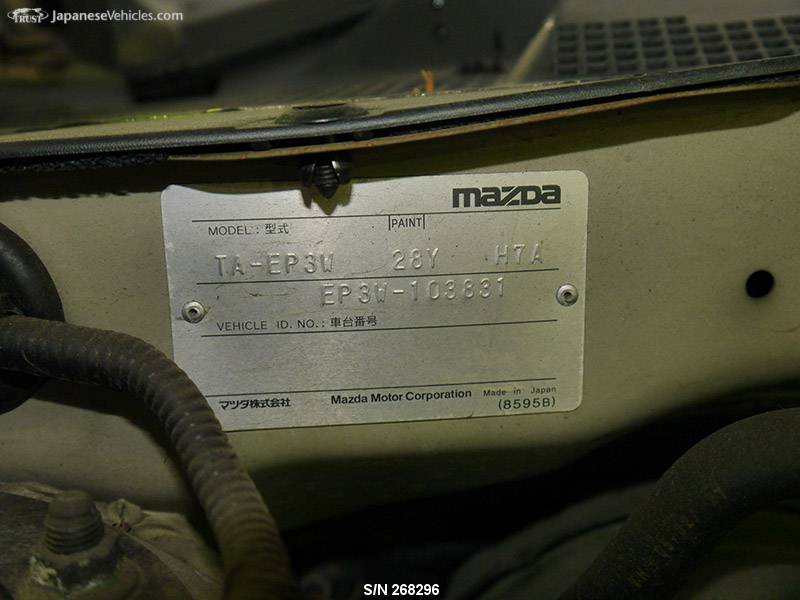 TRUST JapaneseVehicles.com
mazda
MODEL : 型式 PAINT
TA-EP3W 28Y H7A
EP3W-103831
VEHICLE ID. NO. : 車台番号
マツダ株式会社 Mazda Motor Corporation Made in Japan
(8595B)
S/N 268296